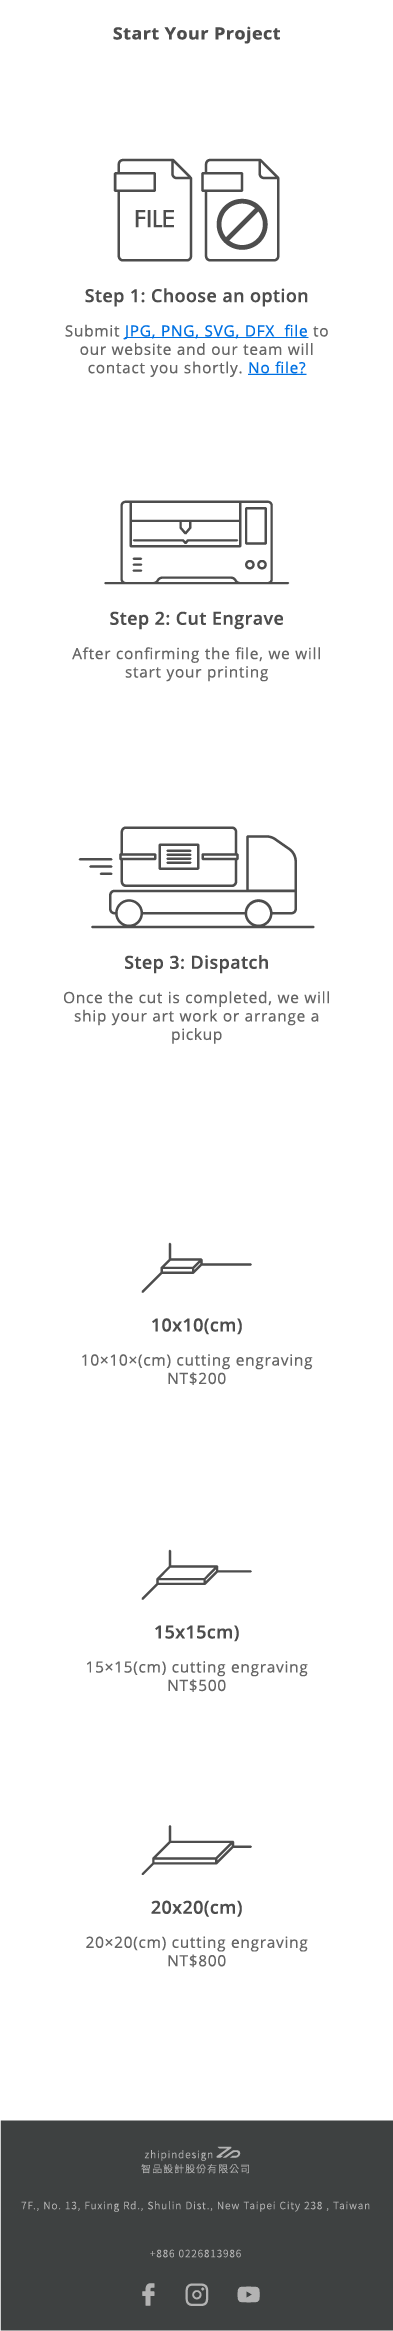 Start Your Project
FILE
Step 1: Choose an option
Submit JPG, PNG, SVG, DFX file to
our website and our team will
contact you shortly. No file?
Step 2: Cut Engrave
After confirming the file, we will
start your printing
Step 3: Dispatch
Once the cut is completed, we will
ship your art work or arrange a
pickup
10x10(cm)
10×10×(cm) cutting engraving
NT$200
15x15cm)
15×15(cm) cutting engraving
NT$500
20x20(cm)
20×20(cm) cutting engraving
NT$800
zhipindesign
智品設計股份有限公司
7F., No. 13, Fuxing Rd., Shulin Dist., New Taipei City 238 , Taiwan
+886 0226813986